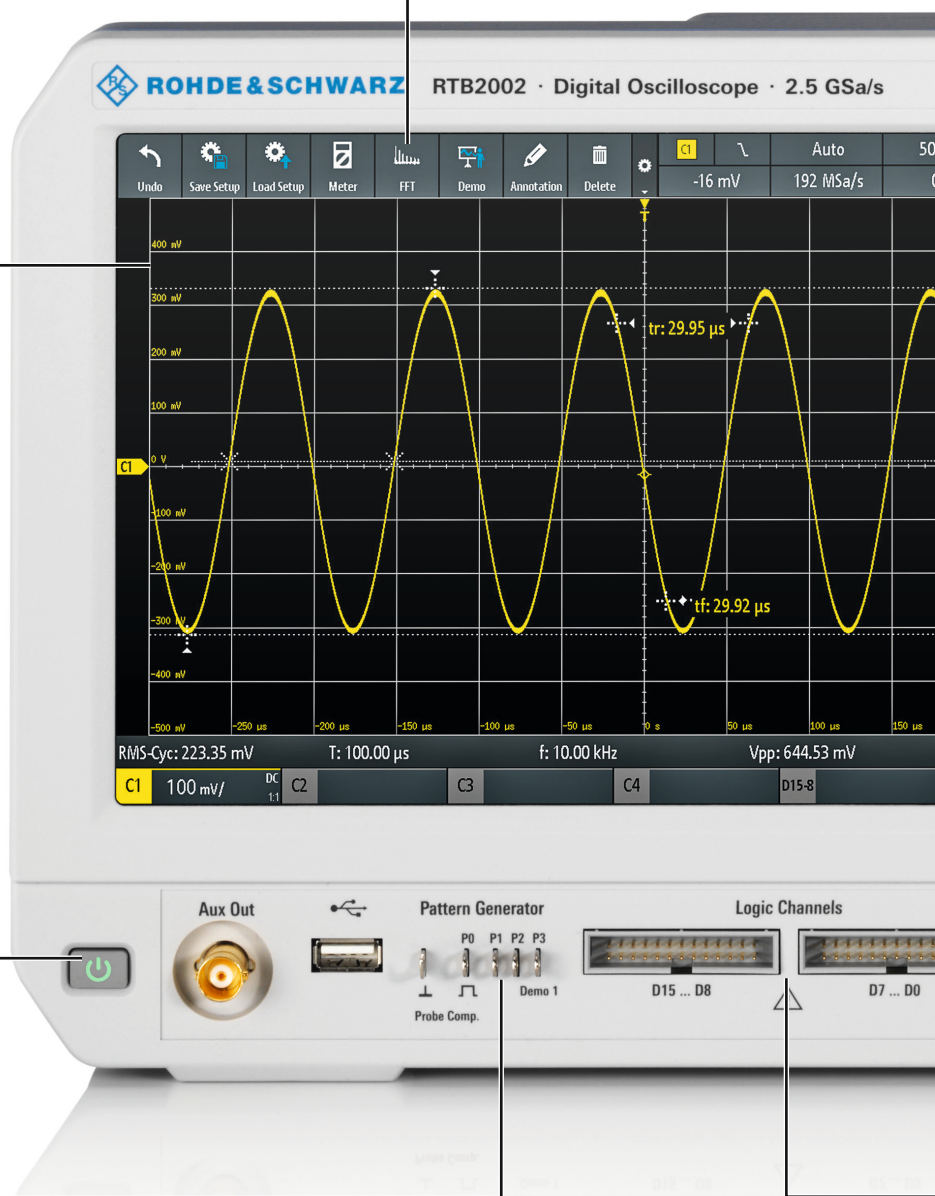 R S ROHDE&SCHWARZ RTB2002 · Digital Oscilloscope · 2.5 GSa/s
C1 Auto 50
Undo Save Setup Load Setup Meter FFT Demo Annotation Delete -16 mV 192 MSa/s
T
400 mV
300 mV
tr: 29.95 µs
200 mV
100 mV
C1 0 V
-100 mV
-200 mV
tf: 29.92 µs
-300
-400 mV
-500 mV -250 µs -200 µs -150 µs -100 µs -50 µs 0 s 50 µs 100 µs 150 µs
RMS-Cyc: 223.35 mV T: 100.00 µs f: 10.00 kHz Vpp: 644.53 mV
C1 100 mV/ DC 1:1 C2 C3 C4 D15-8
Aux Out Pattern Generator Logic Channels
P0 P1 P2 P3
Demo 1 D15 ... D8 D7 ... D0
Probe Comp.